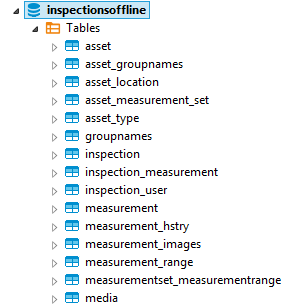 inspectionsoffline
Tables
asset
asset_groupnames
asset_location
asset_measurement_set
asset_type
groupnames
inspection
inspection_measurement
inspection_user
measurement
measurement_hstry
measurement_images
measurement_range
measurementset_measurementrange
media